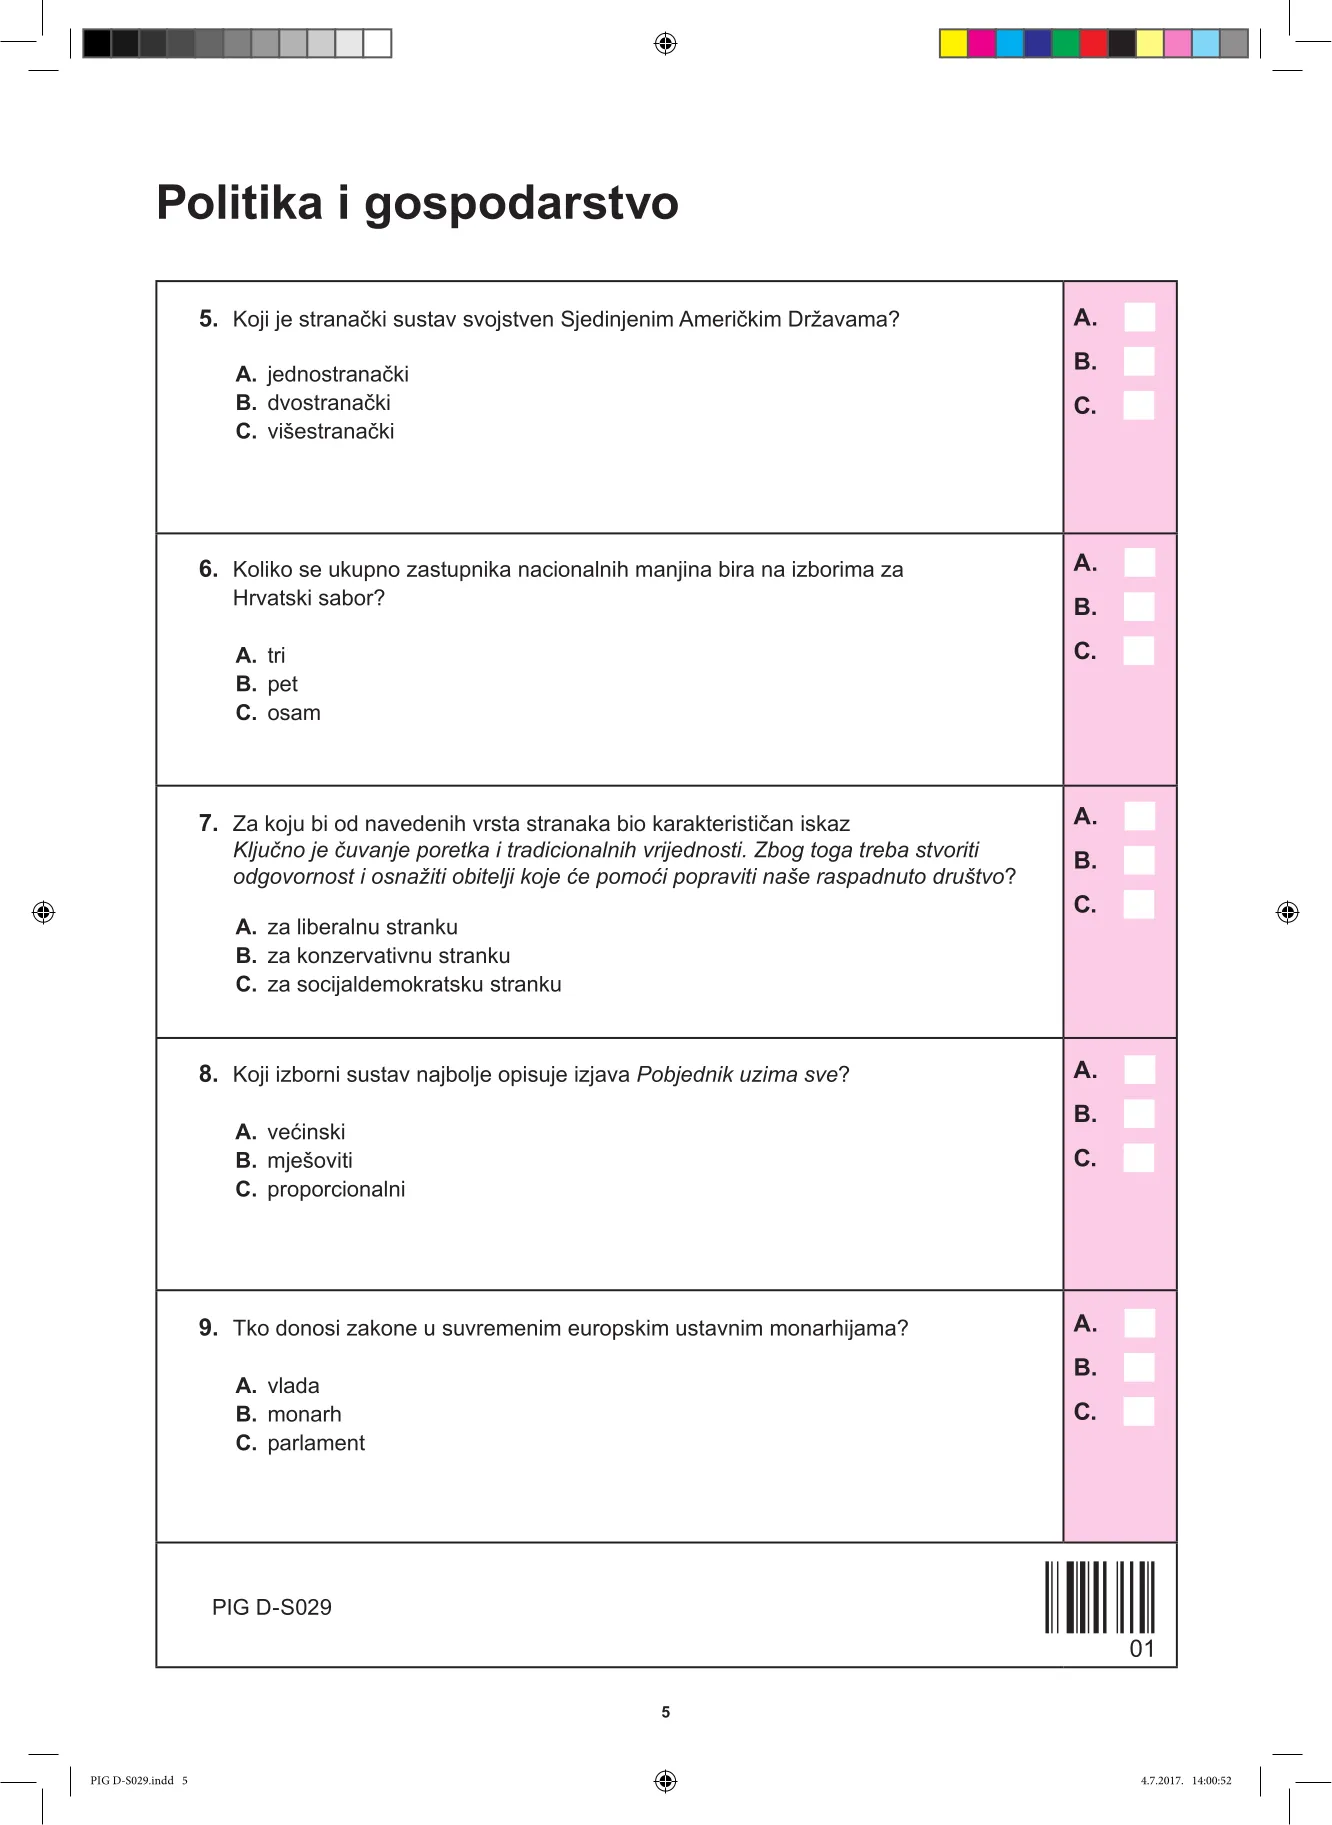 Politika i gospodarstvo
5. Koji je stranački sustav svojstven Sjedinjenim Američkim Državama?
A. jednostranački
B. dvostranački
C. višestranački
A.
B.
C.
6. Koliko se ukupno zastupnika nacionalnih manjina bira na izborima za
Hrvatski sabor?
A. tri
B. pet
C. osam
A.
B.
C.
7. Za koju bi od navedenih vrsta stranaka bio karakterističan iskaz
Ključno je čuvanje poretka i tradicionalnih vrijednosti. Zbog toga treba stvoriti
odgovornost i osnažiti obitelji koje će pomoći popraviti naše raspadnuto društvo?
A. za liberalnu stranku
B. za konzervativnu stranku
C. za socijaldemokratsku stranku
A.
B.
C.
8. Koji izborni sustav najbolje opisuje izjava Pobjednik uzima sve?
A. većinski
B. mješoviti
C. proporcionalni
A.
B.
C.
9. Tko donosi zakone u suvremenim europskim ustavnim monarhijama?
A. vlada
B. monarh
C. parlament
A.
B.
C.
PIG D-S029
01
5
PIG D-S029.indd 5
4.7.2017. 14:00:52